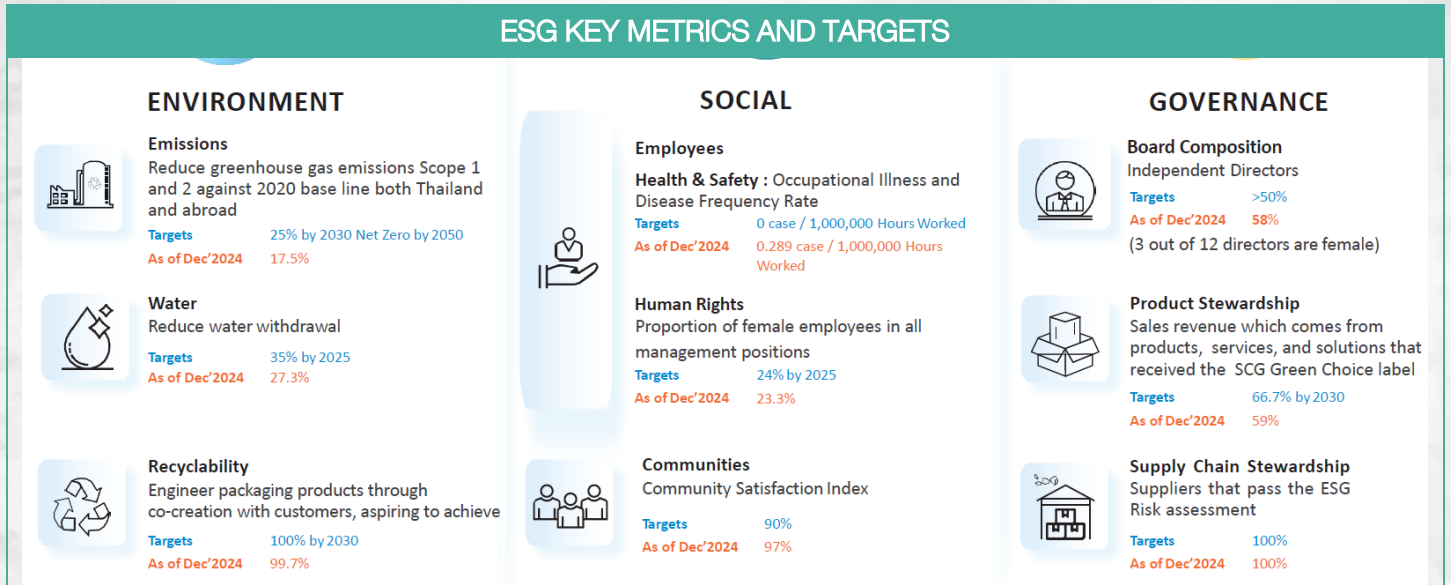 ESG KEY METRICS AND TARGETS
ENVIRONMENT
Emissions
Reduce greenhouse gas emissions Scope 1
and 2 against 2020 base line both Thailand
and abroad
Targets 25% by 2030 Net Zero by 2050
As of Dec'2024 17.5%
Water
Reduce water withdrawal
Targets 35% by 2025
As of Dec'2024 27.3%
Recyclability
Engineer packaging products through
co-creation with customers, aspiring to achieve
Targets 100% by 2030
As of Dec'2024 99.7%
SOCIAL
Employees
Health & Safety : Occupational Illness and
Disease Frequency Rate
Targets 0 case / 1,000,000 Hours Worked
As of Dec'2024 0.289 case / 1,000,000 Hours
Worked
Human Rights
Proportion of female employees in all
management positions
Targets 24% by 2025
As of Dec'2024 23.3%
Communities
Community Satisfaction Index
Targets 90%
As of Dec'2024 97%
GOVERNANCE
Board Composition
Independent Directors
Targets >50%
As of Dec'2024 58%
(3 out of 12 directors are female)
Product Stewardship
Sales revenue which comes from
products, services, and solutions that
received the SCG Green Choice label
Targets 66.7% by 2030
As of Dec'2024 59%
Supply Chain Stewardship
Suppliers that pass the ESG
Risk assessment
Targets 100%
As of Dec'2024 100%